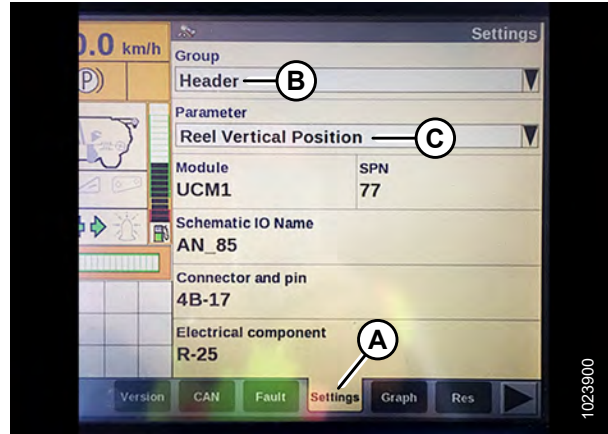 0.0 km/h
(P)
Settings
Group
Header
B
Parameter
Reel Vertical Position
C
Module
UCM1
SPN
77
Schematic IO Name
AN_85
Connector and pin
4B-17
Electrical component
R-25
A
Version
CAN
Fault
Settings
Graph
Res
1023900